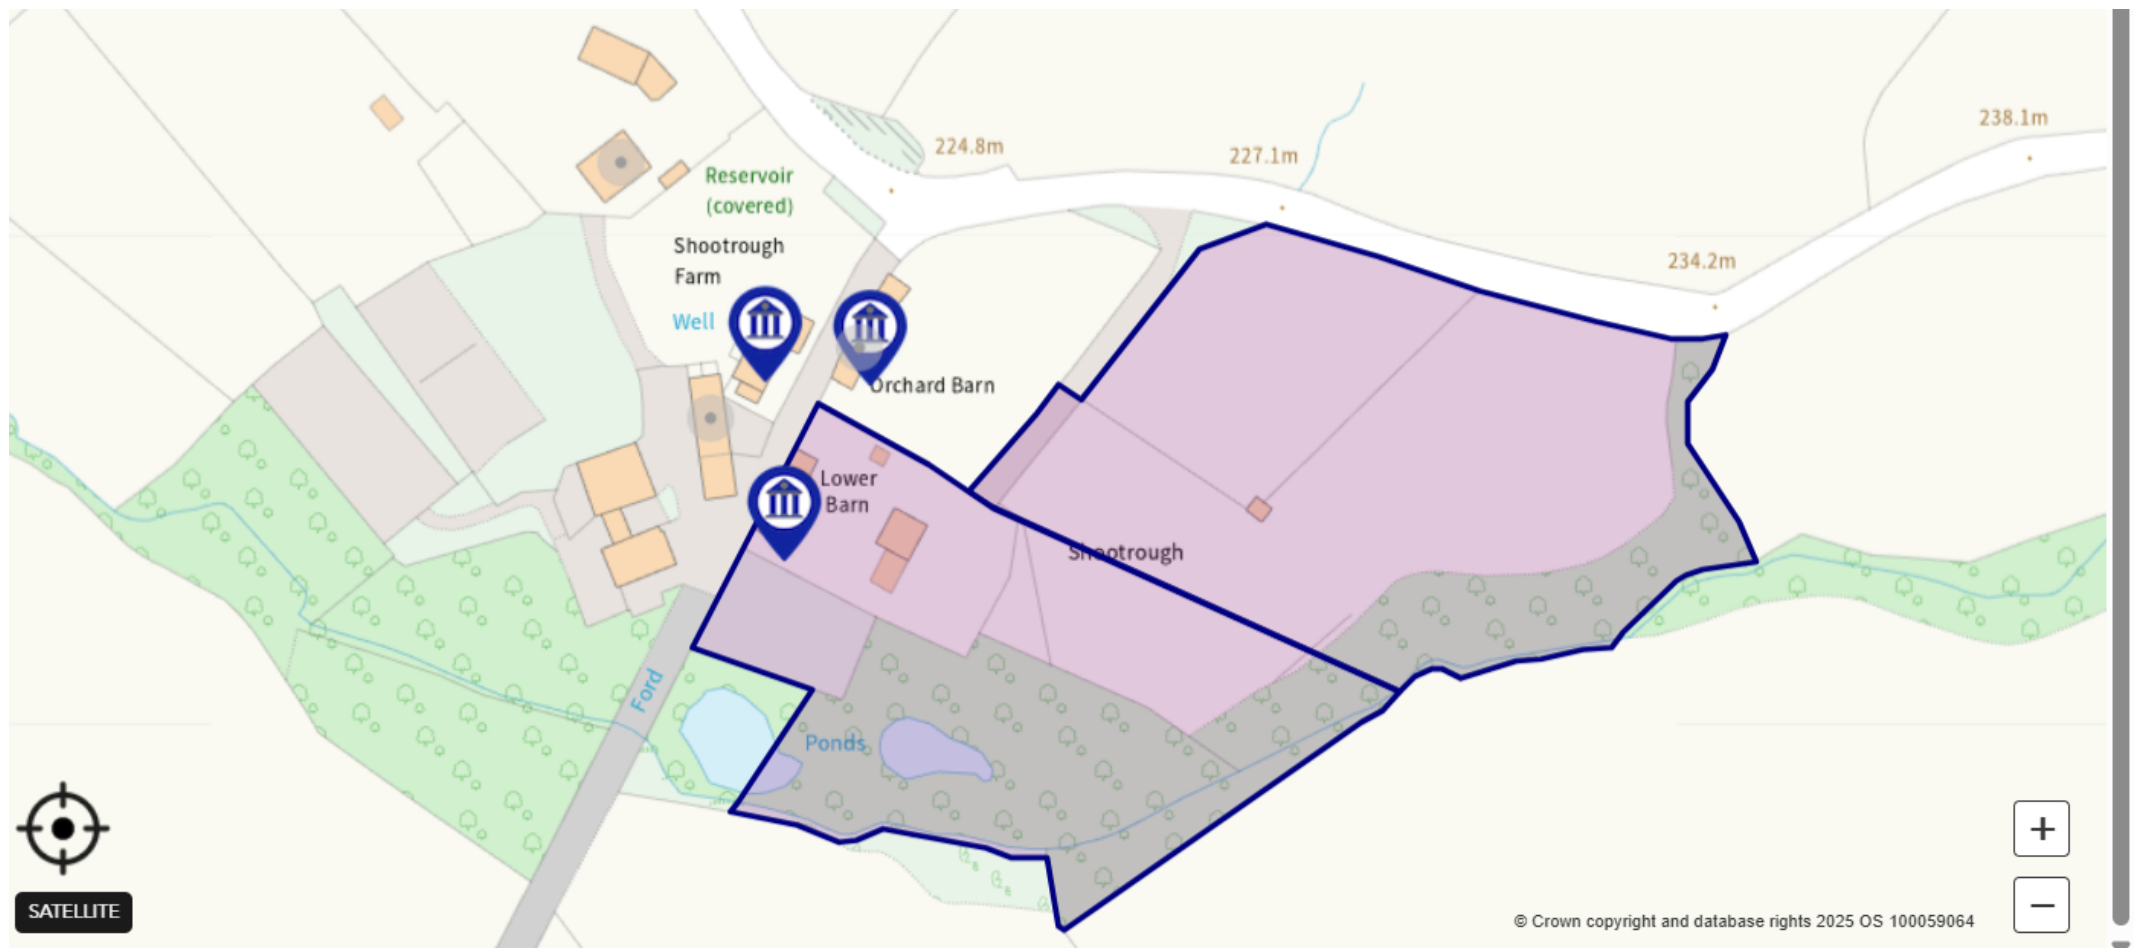 238.1m
224.8m
227.1m
Reservoir
(covered)
Shootrough
Farm
234.2m
Well
Orchard Barn
Lower
Barn
Shootrough
Ford
Ponds
+
−
SATELLITE
© Crown copyright and database rights 2025 OS 100059064